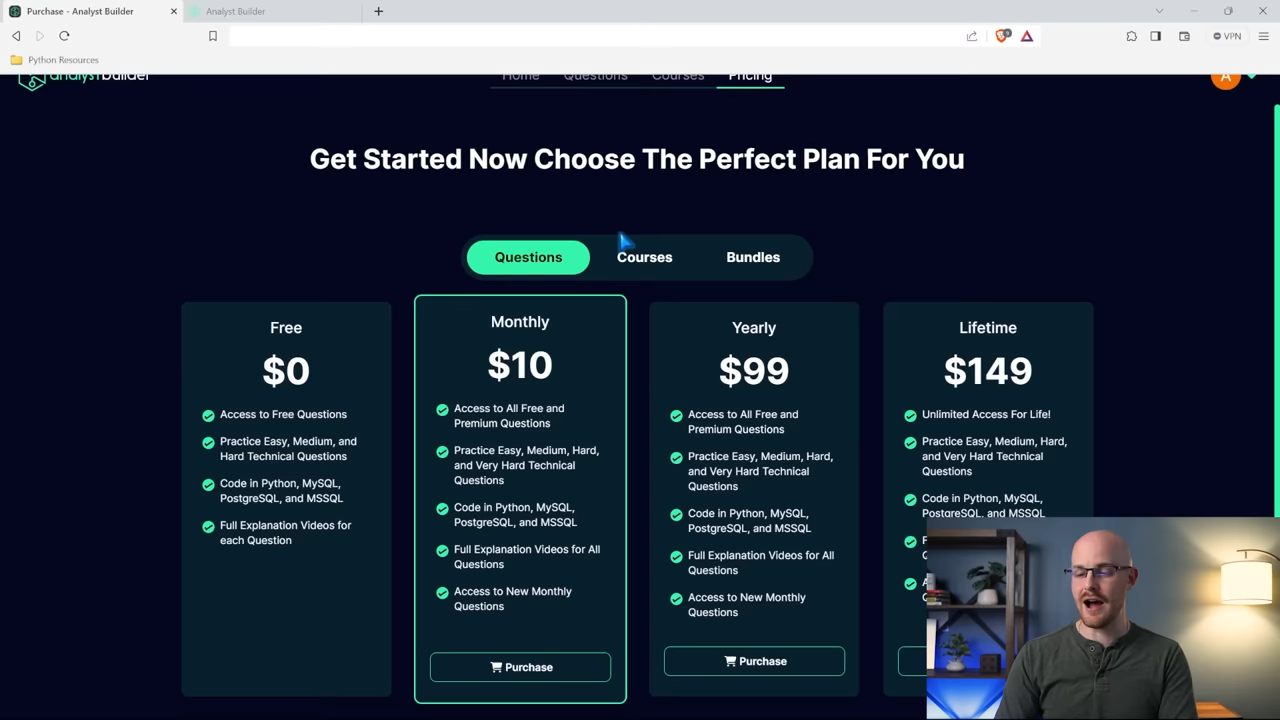 Purchase - Analyst Builder
Analyst Builder
VPN
Python Resources
analystbuilder
Home
Questions
Courses
Pricing
A
Get Started Now Choose The Perfect Plan For You
Questions
Courses
Bundles
Free
$0
Access to Free Questions
Practice Easy, Medium, and
Hard Technical Questions
Code in Python, MySQL,
PostgreSQL, and MSSQL
Full Explanation Videos for
each Question
Monthly
$10
Access to All Free and
Premium Questions
Practice Easy, Medium, Hard,
and Very Hard Technical
Questions
Code in Python, MySQL,
PostgreSQL, and MSSQL
Full Explanation Videos for All
Questions
Access to New Monthly
Questions
Purchase
Yearly
$99
Access to All Free and
Premium Questions
Practice Easy, Medium, Hard,
and Very Hard Technical
Questions
Code in Python, MySQL,
PostgreSQL, and MSSQL
Full Explanation Videos for All
Questions
Access to New Monthly
Questions
Purchase
Lifetime
$149
Unlimited Access For Life!
Practice Easy, Medium, Hard,
and Very Hard Technical
Questions
Code in Python, MySQL,
PostgreSQL, and MSSQL